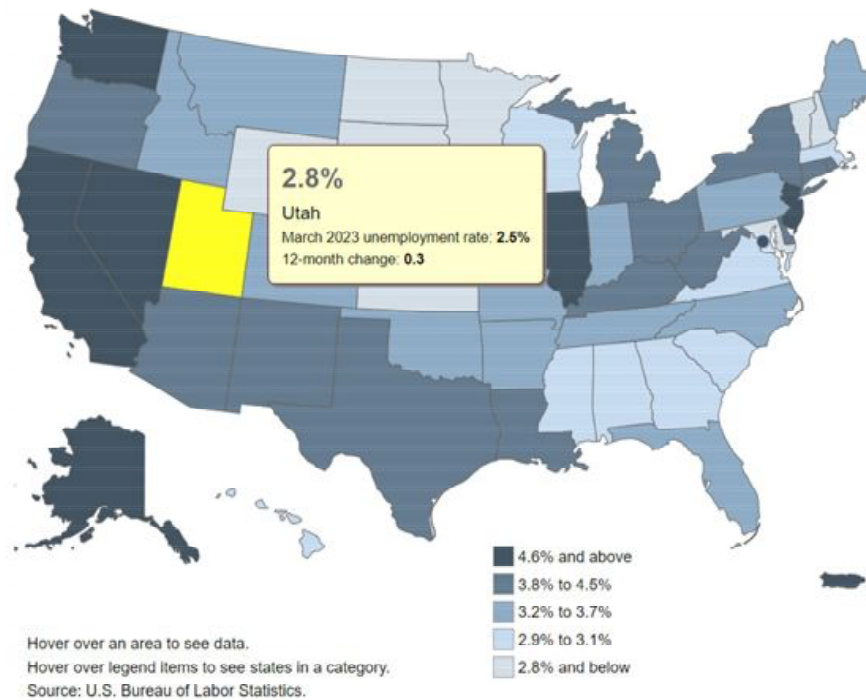 2.8%
Utah
March 2023 unemployment rate: 2.5%
12-month change: 0.3
4.6% and above
3.8% to 4.5%
3.2% to 3.7%
2.9% to 3.1%
2.8% and below
Hover over an area to see data.
Hover over legend items to see states in a category.
Source: U.S. Bureau of Labor Statistics.